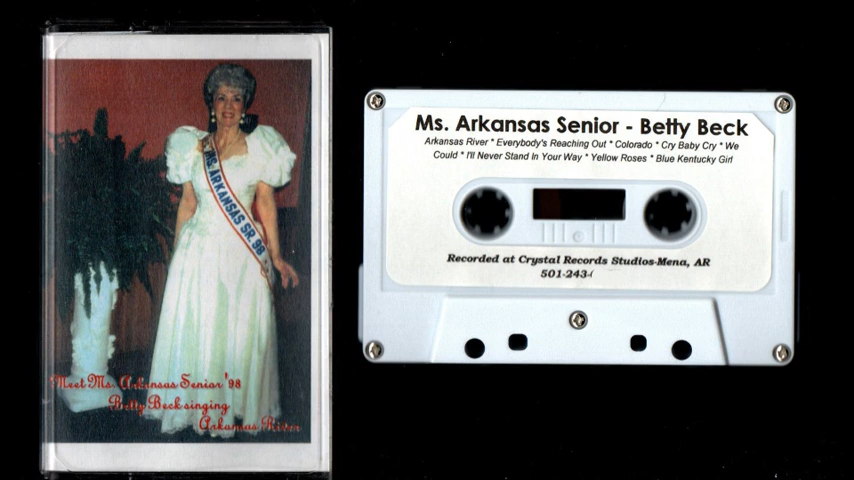 MS. ARKANSAS SR. 98
Meet Ms. Arkansas Senior '98
Betty Beck singing
Arkansas River
Ms. Arkansas Senior - Betty Beck
Arkansas River * Everybody's Reaching Out * Colorado * Cry Baby Cry * We
Could * I'll Never Stand In Your Way * Yellow Roses * Blue Kentucky Girl
Recorded at Crystal Records Studios-Mena, AR
501-243-